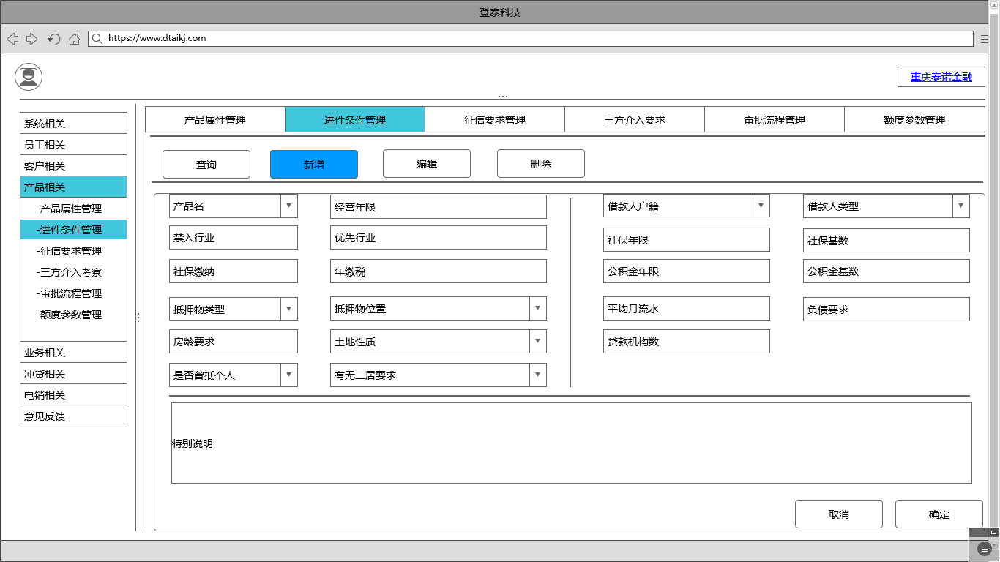 登泰科技
https://www.dtaikj.com
重庆泰诺金融
系统相关
员工相关
客户相关
产品相关
-产品属性管理
-进件条件管理
-征信要求管理
-三方介入考察
-审批流程管理
-额度参数管理
业务相关
冲贷相关
电销相关
意见反馈
产品属性管理 进件条件管理 征信要求管理 三方介入要求 审批流程管理 额度参数管理
查询 新增 编辑 删除
产品名 经营年限 借款人户籍 借款人类型
禁入行业 优先行业 社保年限 社保基数
社保缴纳 年缴税 公积金年限 公积金基数
抵押物类型 抵押物位置 平均月流水 负债要求
房龄要求 土地性质 贷款机构数
是否曾抵个人 有无二居要求
特别说明
取消 确定